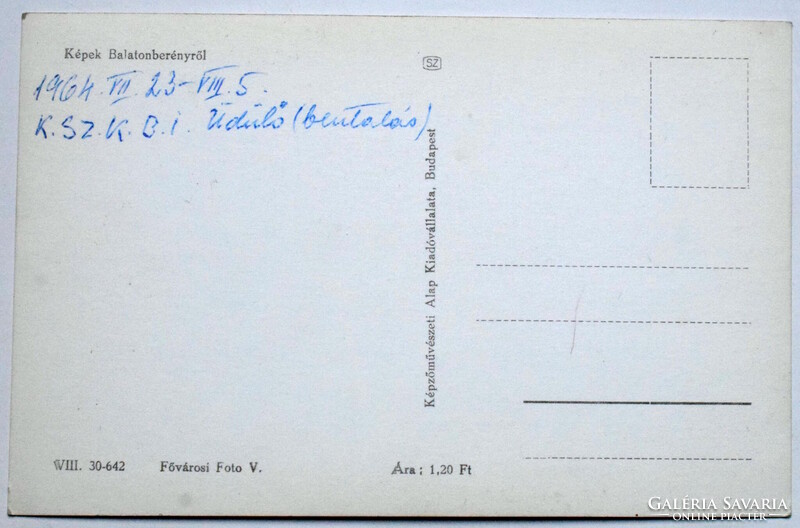 Képek Balatonberényről
1964. VII. 23-VIII. 5.
K. SZ. K. B. I. Üdülő (bentalás)
SZ
Képzőművészeti Alap Kiadóvállalata, Budapest
VIII. 30-642 Fővárosi Foto V. Ára: 1,20 Ft
GALÉRIA SAVARIA
ONLINE PIACTÉR